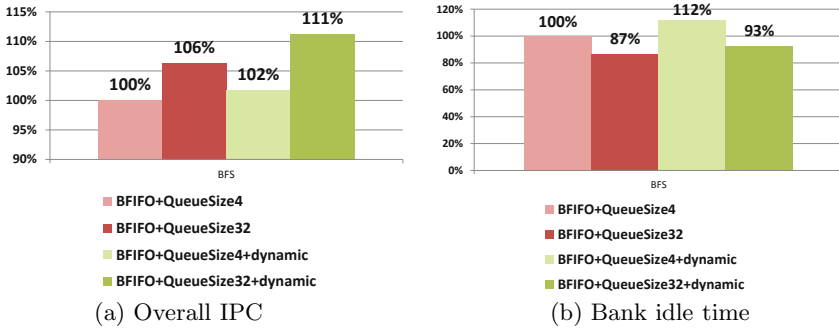 115%
110%
105%
100%
95%
90%
100%
106%
102%
111%
BFS
BFIFO+QueueSize4
BFIFO+QueueSize32
BFIFO+QueueSize4+dynamic
BFIFO+QueueSize32+dynamic
(a) Overall IPC
120%
100%
80%
60%
40%
20%
0%
100%
87%
112%
93%
BFS
BFIFO+QueueSize4
BFIFO+QueueSize32
BFIFO+QueueSize4+dynamic
BFIFO+QueueSize32+dynamic
(b) Bank idle time